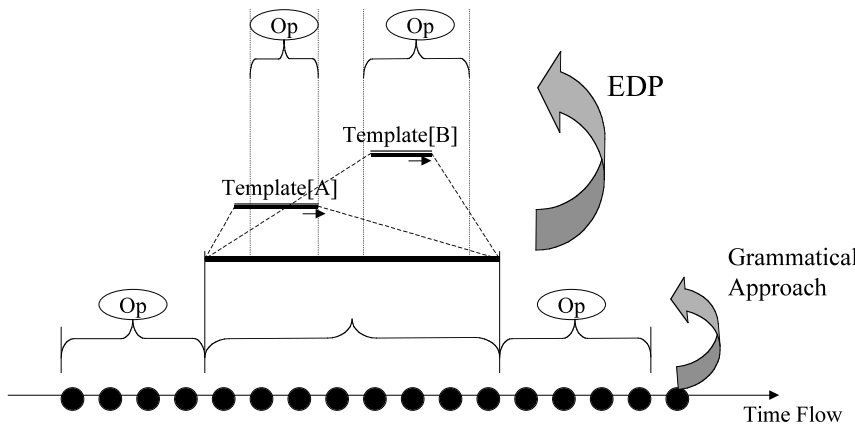 Op
Op
EDP
Template[B]
Template[A]
Grammatical
Approach
Op
Op
Time Flow